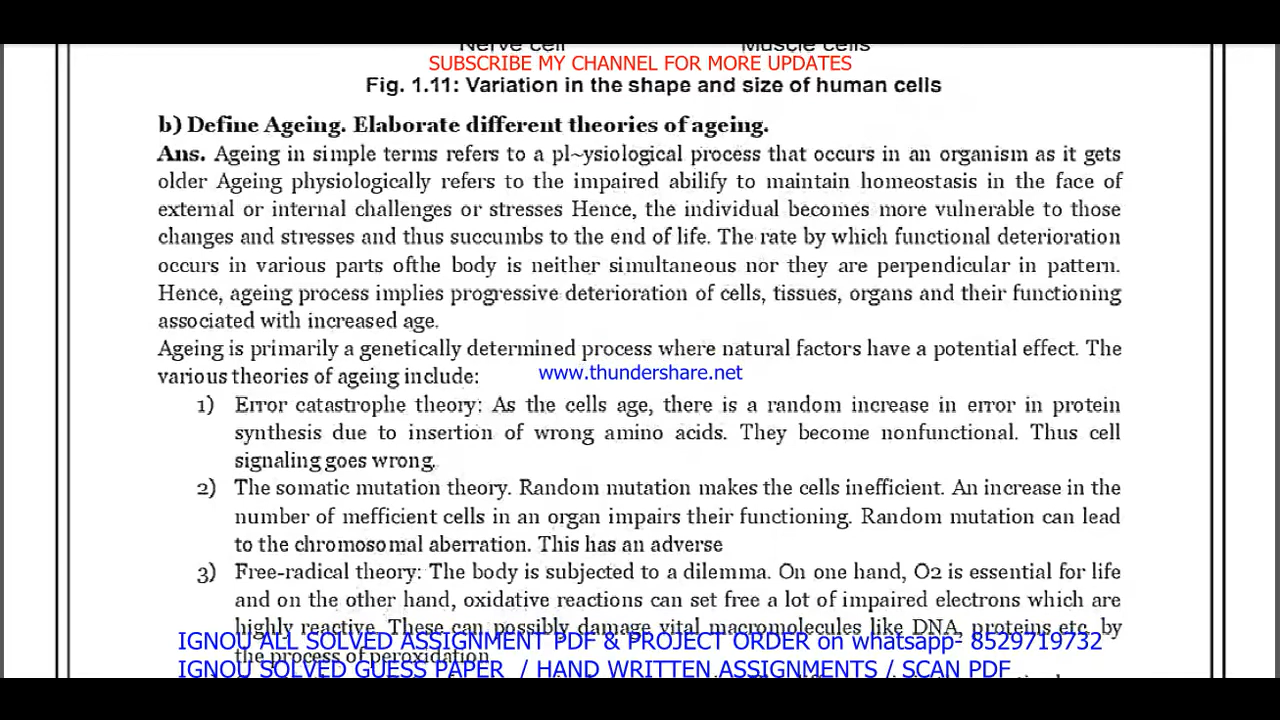 Nerve cell Muscle cells
SUBSCRIBE MY CHANNEL FOR MORE UPDATES
Fig. 1.11: Variation in the shape and size of human cells
b) Define Ageing. Elaborate different theories of ageing.
Ans. Ageing in simple terms refers to a pl~ysiological process that occurs in an organism as it gets
older Ageing physiologically refers to the impaired abilify to maintain homeostasis in the face of
external or internal challenges or stresses Hence, the individual becomes more vulnerable to those
changes and stresses and thus succumbs to the end of life. The rate by which functional deterioration
occurs in various parts ofthe body is neither simultaneous nor they are perpendicular in pattern.
Hence, ageing process implies progressive deterioration of cells, tissues, organs and their functioning
associated with increased age.
Ageing is primarily a genetically determined process where natural factors have a potential effect. The
various theories of ageing include:
www.thundershare.net
1) Error catastrophe theory: As the cells age, there is a random increase in error in protein
synthesis due to insertion of wrong amino acids. They become nonfunctional. Thus cell
signaling goes wrong.
2) The somatic mutation theory. Random mutation makes the cells inefficient. An increase in the
number of mefficient cells in an organ impairs their functioning. Random mutation can lead
to the chromosomal aberration. This has an adverse
3) Free-radical theory: The body is subjected to a dilemma. On one hand, O2 is essential for life
and on the other hand, oxidative reactions can set free a lot of impaired electrons which are
highly reactive. These can possibly damage vital macromolecules like DNA, proteins etc. by
IGNOU ALL SOLVED ASSIGNMENT PDF & PROJECT ORDER on whatsapp- 8529719732
the process of peroxidation
IGNOU SOLVED GUESS PAPER / HAND WRITTEN ASSIGNMENTS / SCAN PDF